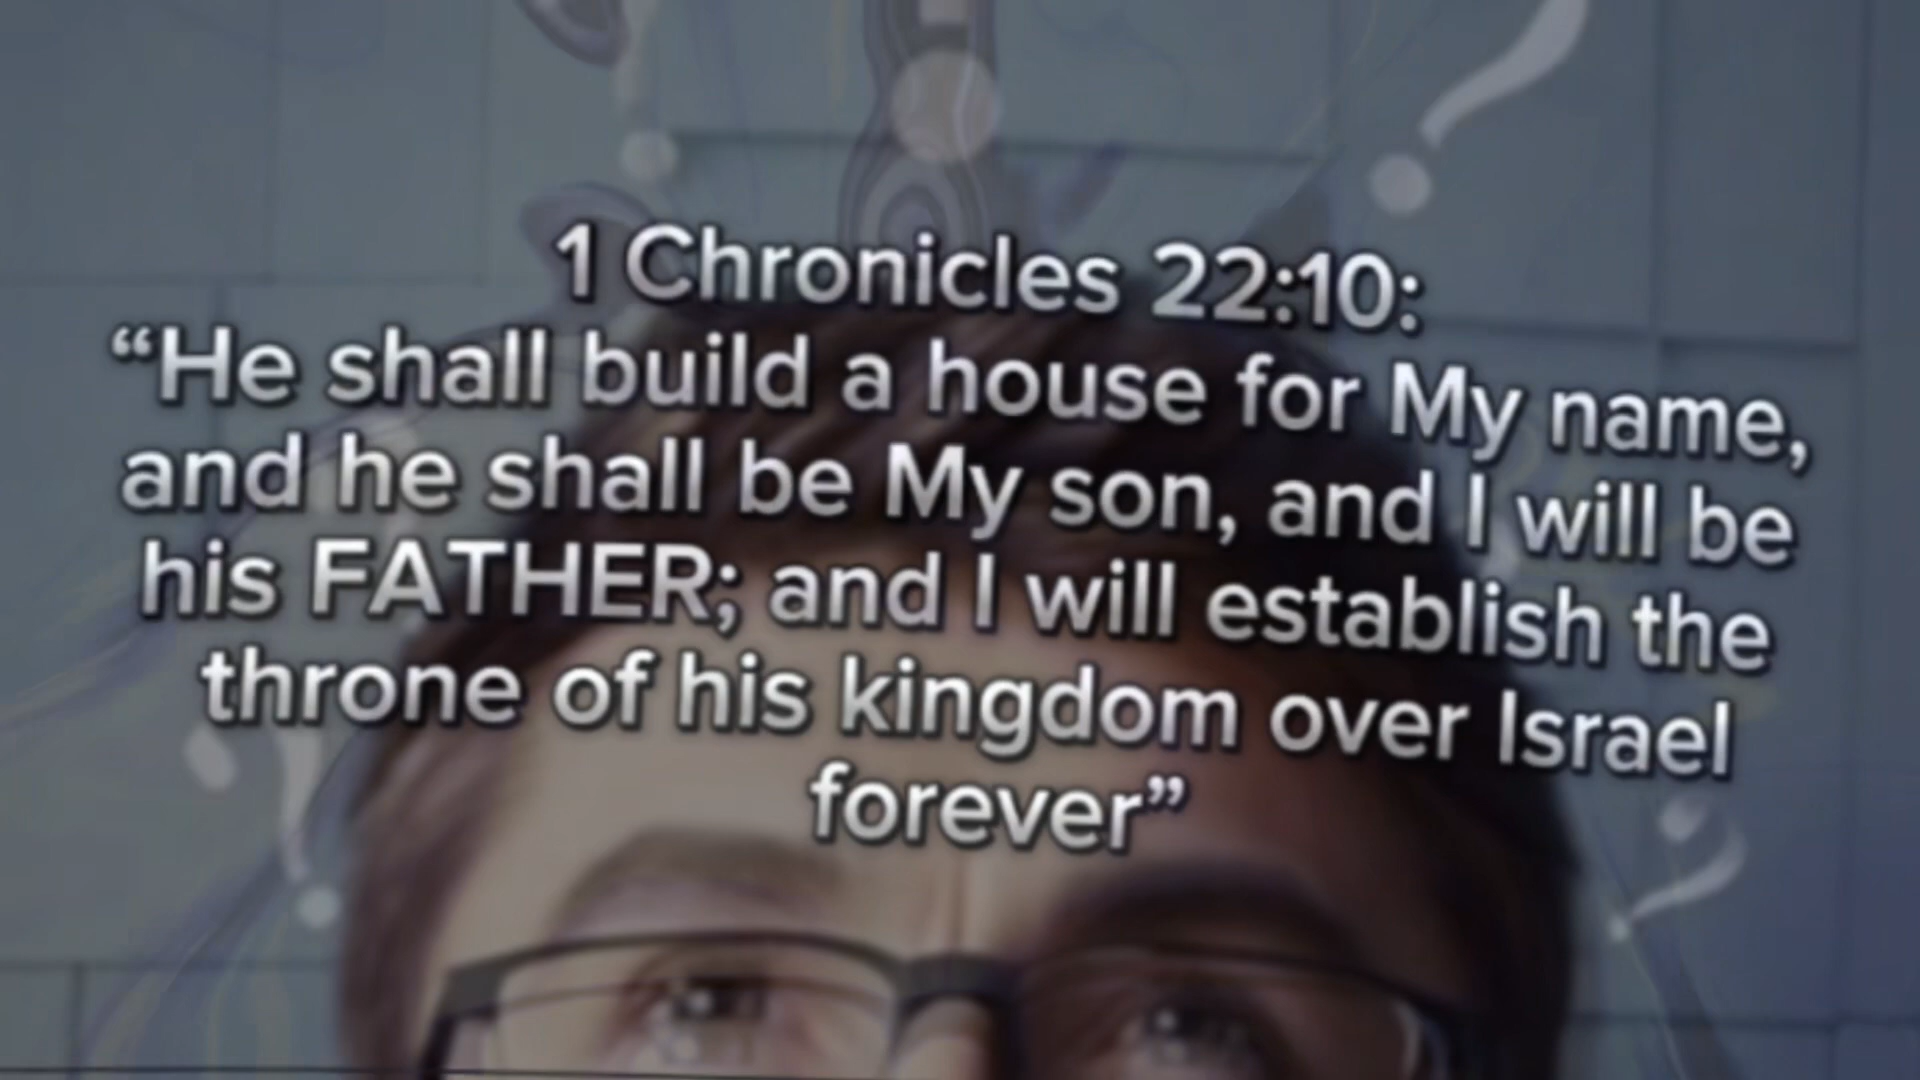 1 Chronicles 22:10:
“He shall build a house for My name,
and he shall be My son, and I will be
his FATHER; and I will establish the
throne of his kingdom over Israel
forever”